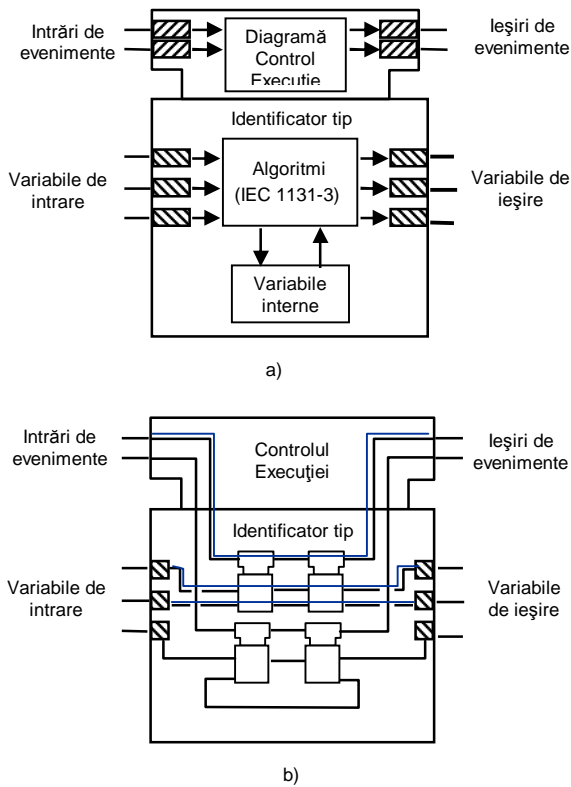 Intrări de
evenimente
Diagramă
Control
Execuţie
Ieşiri de
evenimente
Identificator tip
Variabile de
intrare
Algoritmi
(IEC 1131-3)
Variabile de
ieşire
Variabile
interne
a)
Intrări de
evenimente
Controlul
Execuţiei
Ieşiri de
evenimente
Identificator tip
Variabile de
intrare
Variabile
de ieşire
b)